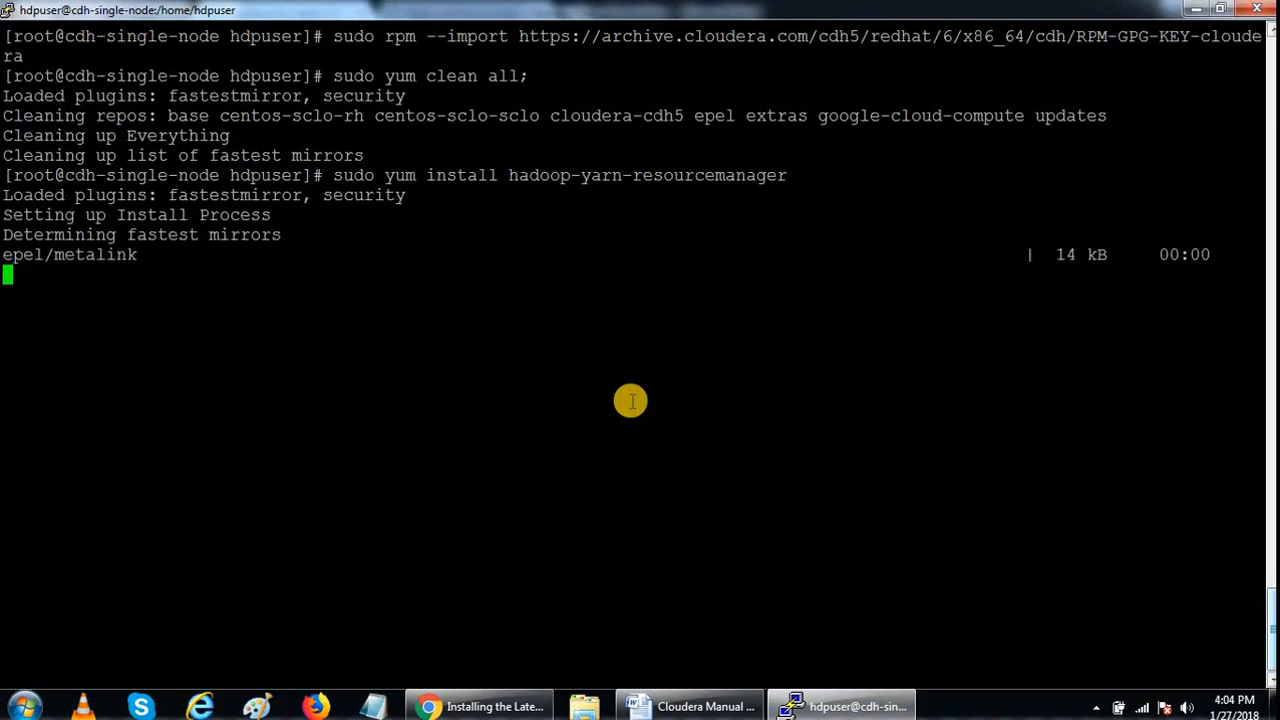 hdpuser@cdh-single-node:/home/hdpuser
[root@cdh-single-node hdpuser]# sudo rpm --import https://archive.cloudera.com/cdh5/redhat/6/x86_64/cdh/RPM-GPG-KEY-cloude
ra
[root@cdh-single-node hdpuser]# sudo yum clean all;
Loaded plugins: fastestmirror, security
Cleaning repos: base centos-sclo-rh centos-sclo-sclo cloudera-cdh5 epel extras google-cloud-compute updates
Cleaning up Everything
Cleaning up list of fastest mirrors
[root@cdh-single-node hdpuser]# sudo yum install hadoop-yarn-resourcemanager
Loaded plugins: fastestmirror, security
Setting up Install Process
Determining fastest mirrors
epel/metalink | 14 kB 00:00
Installing the Late...
Cloudera Manual ...
hdpuser@cdh-sin...
4:04 PM
1/27/2018